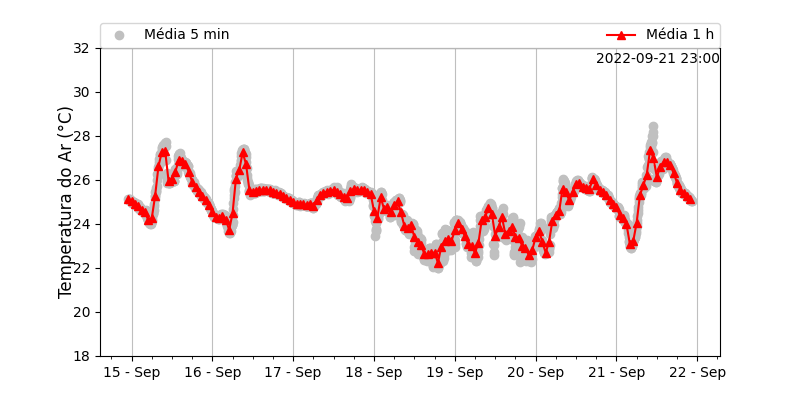 Média 5 min
Média 1 h
2022-09-21 23:00
Temperatura do Ar (°C)
32
30
28
26
24
22
20
18
15 - Sep
16 - Sep
17 - Sep
18 - Sep
19 - Sep
20 - Sep
21 - Sep
22 - Sep